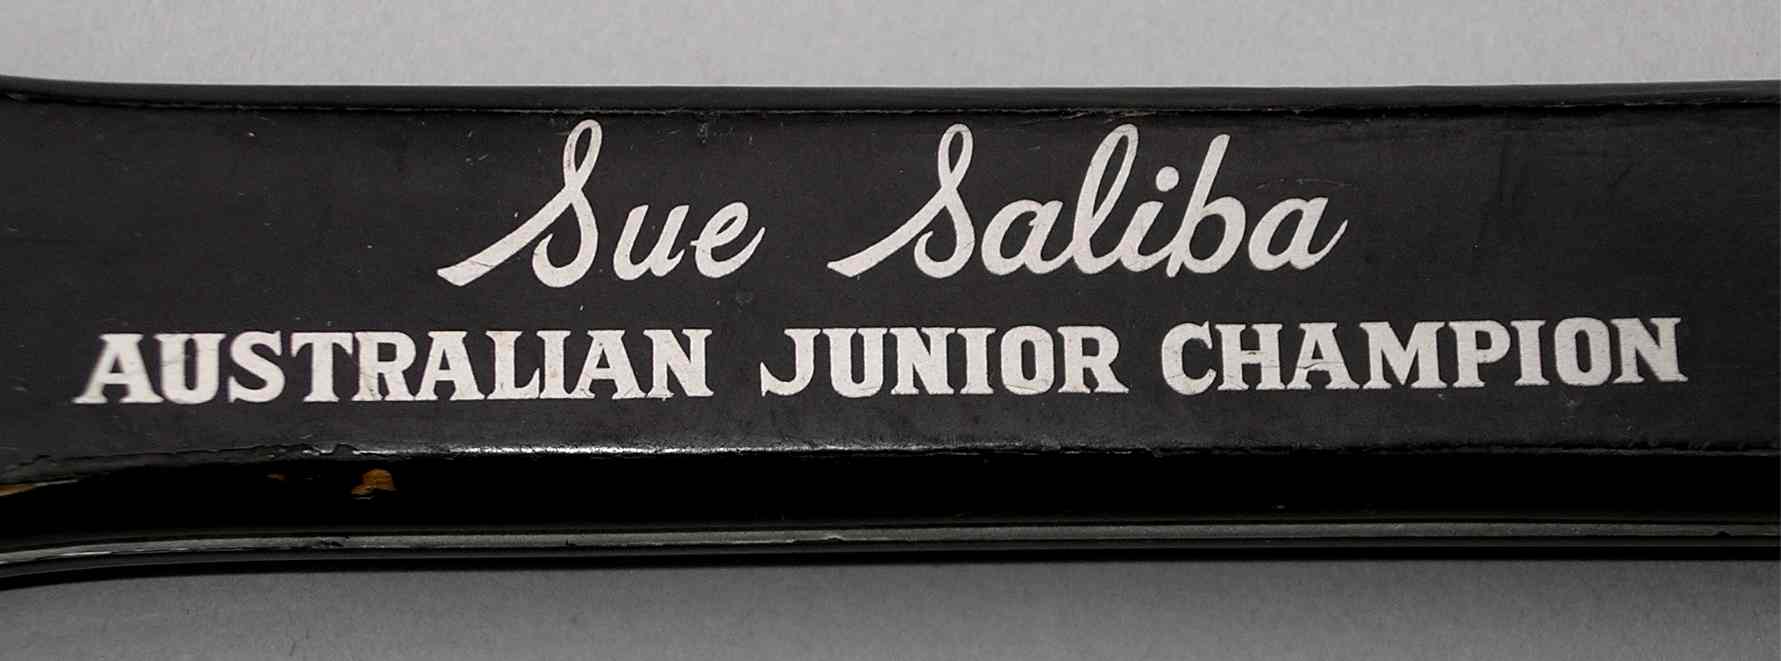 Sue Saliba
AUSTRALIAN JUNIOR CHAMPION